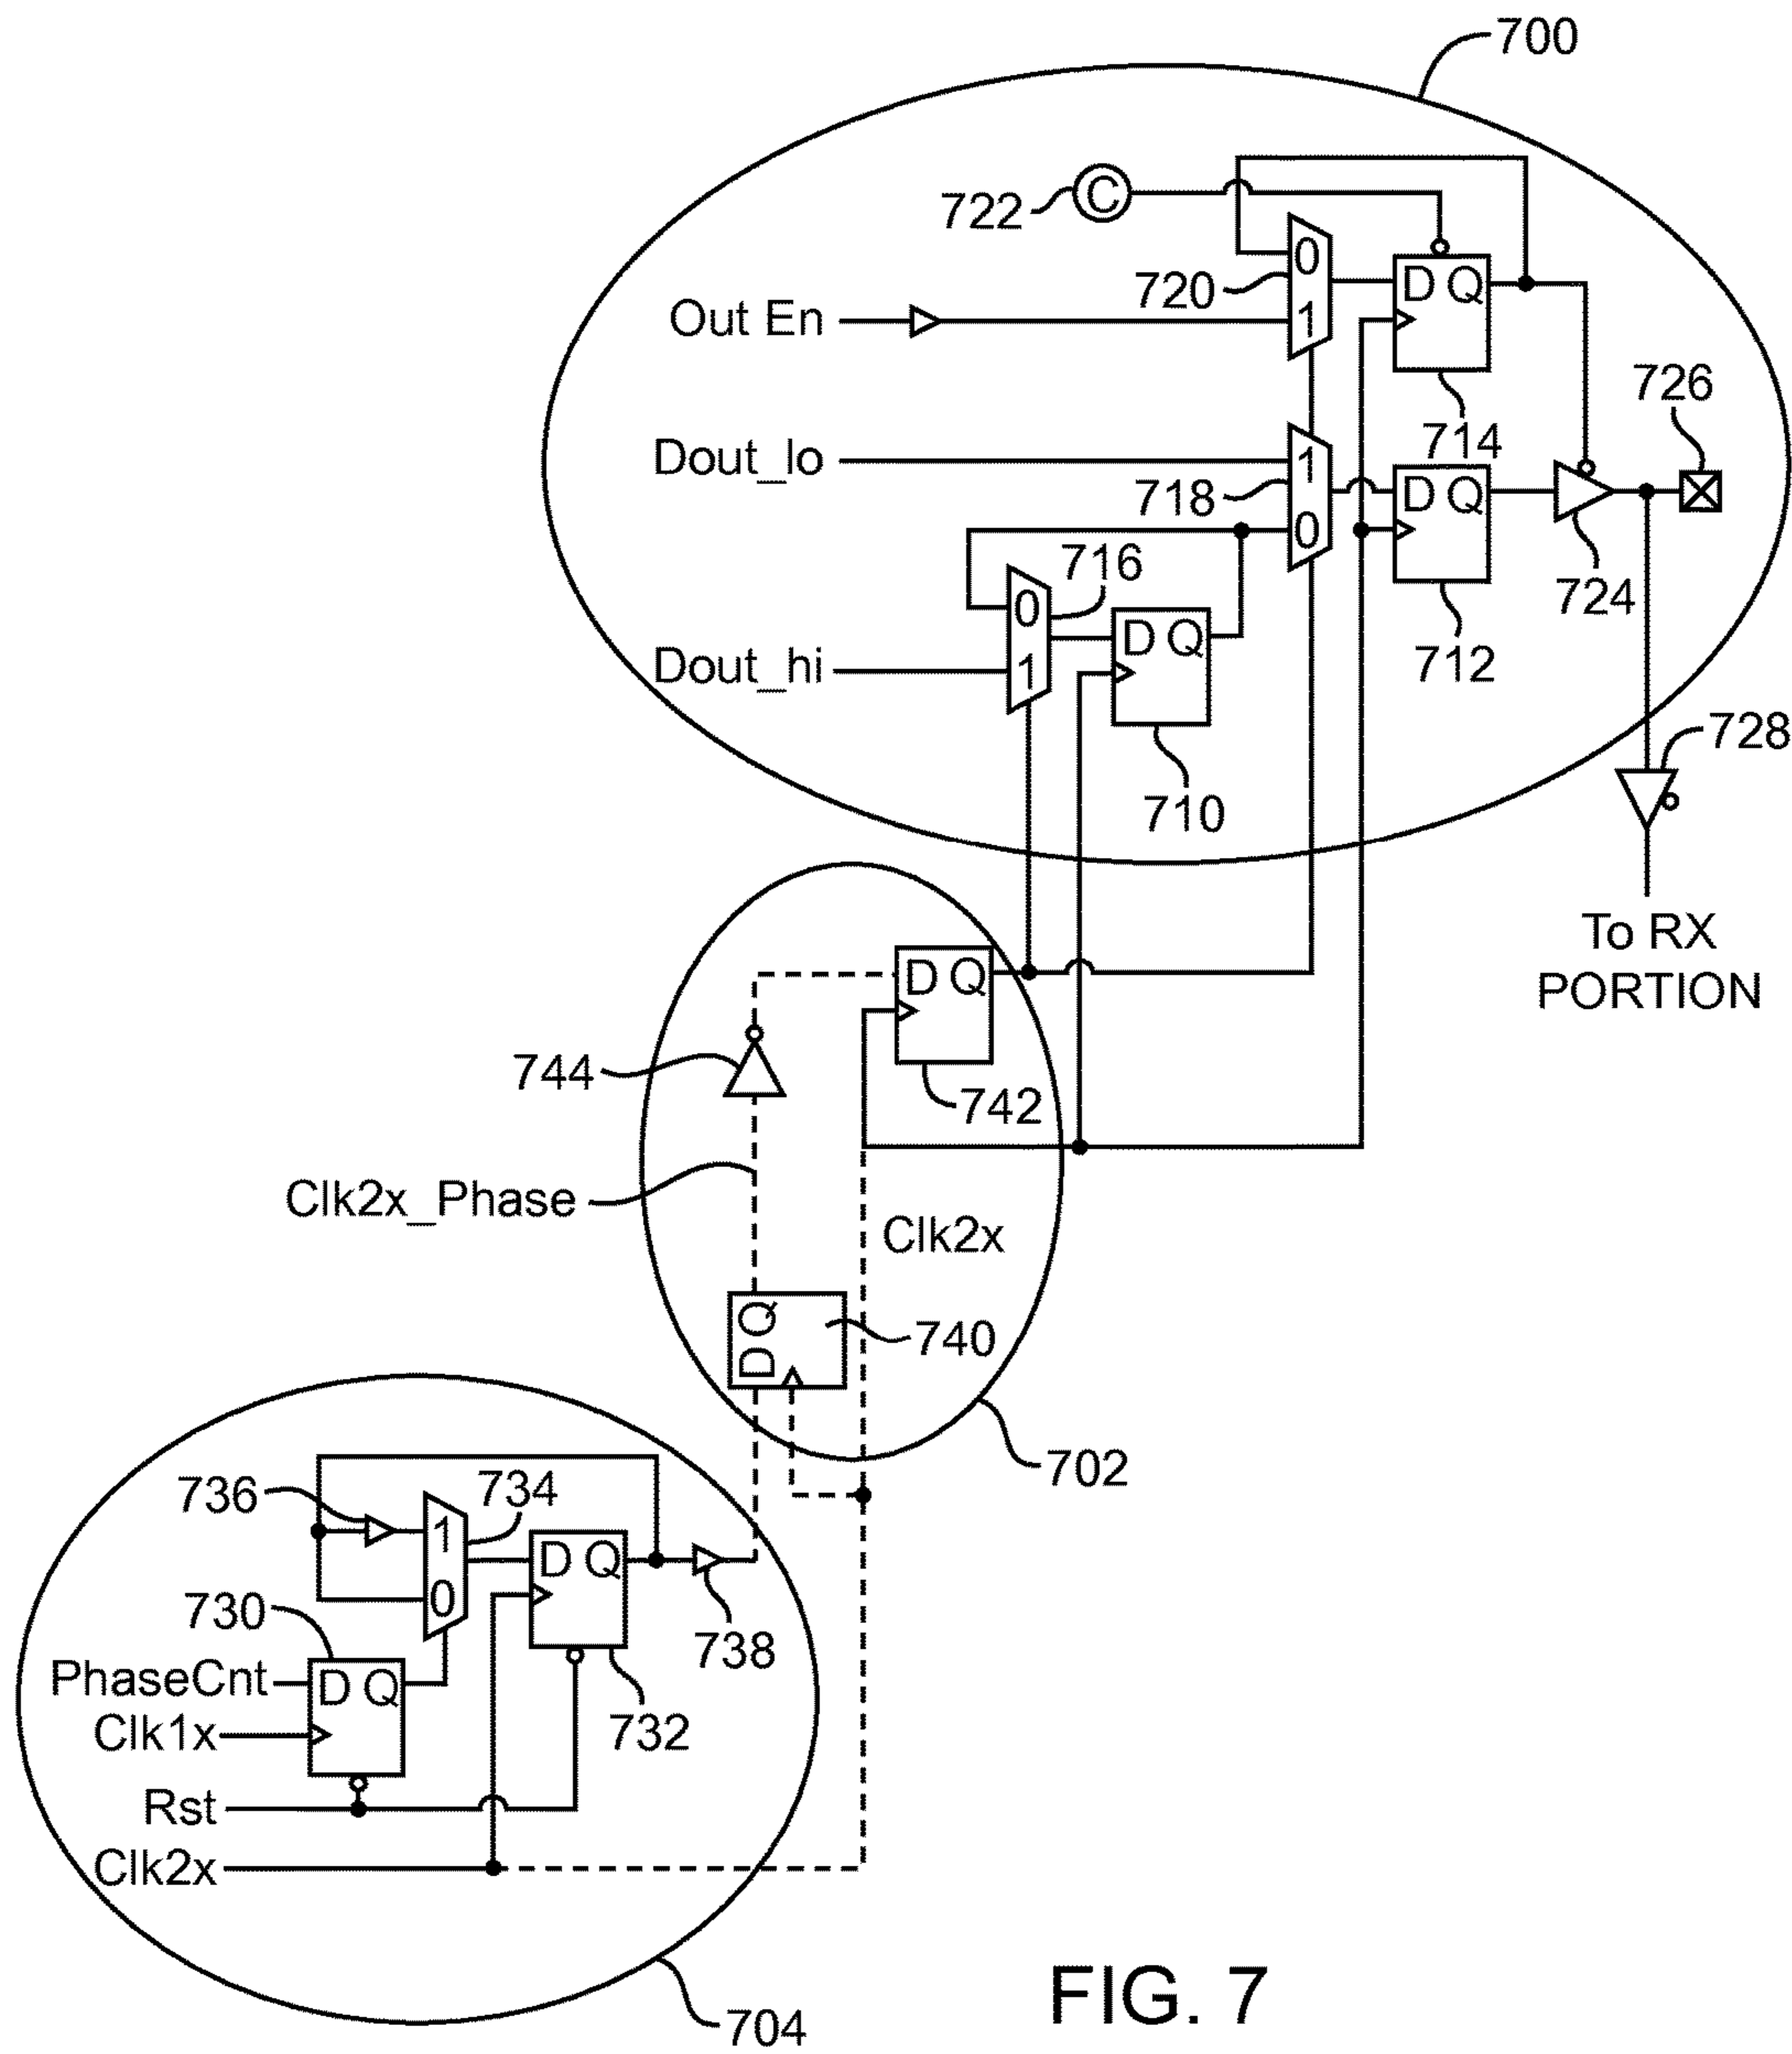 700
722
C
0
720
1
D Q
Out En
714
726
Dout_lo
1
718
0
D Q
712
724
716
0
Dout_hi
1
D Q
710
728
To RX
PORTION
D Q
742
744
Clk2x_Phase
Clk2x
D Q
740
702
736
734
1
0
D Q
730
738
732
PhaseCnt
D Q
Clk1x
Rst
Clk2x
704
FIG. 7